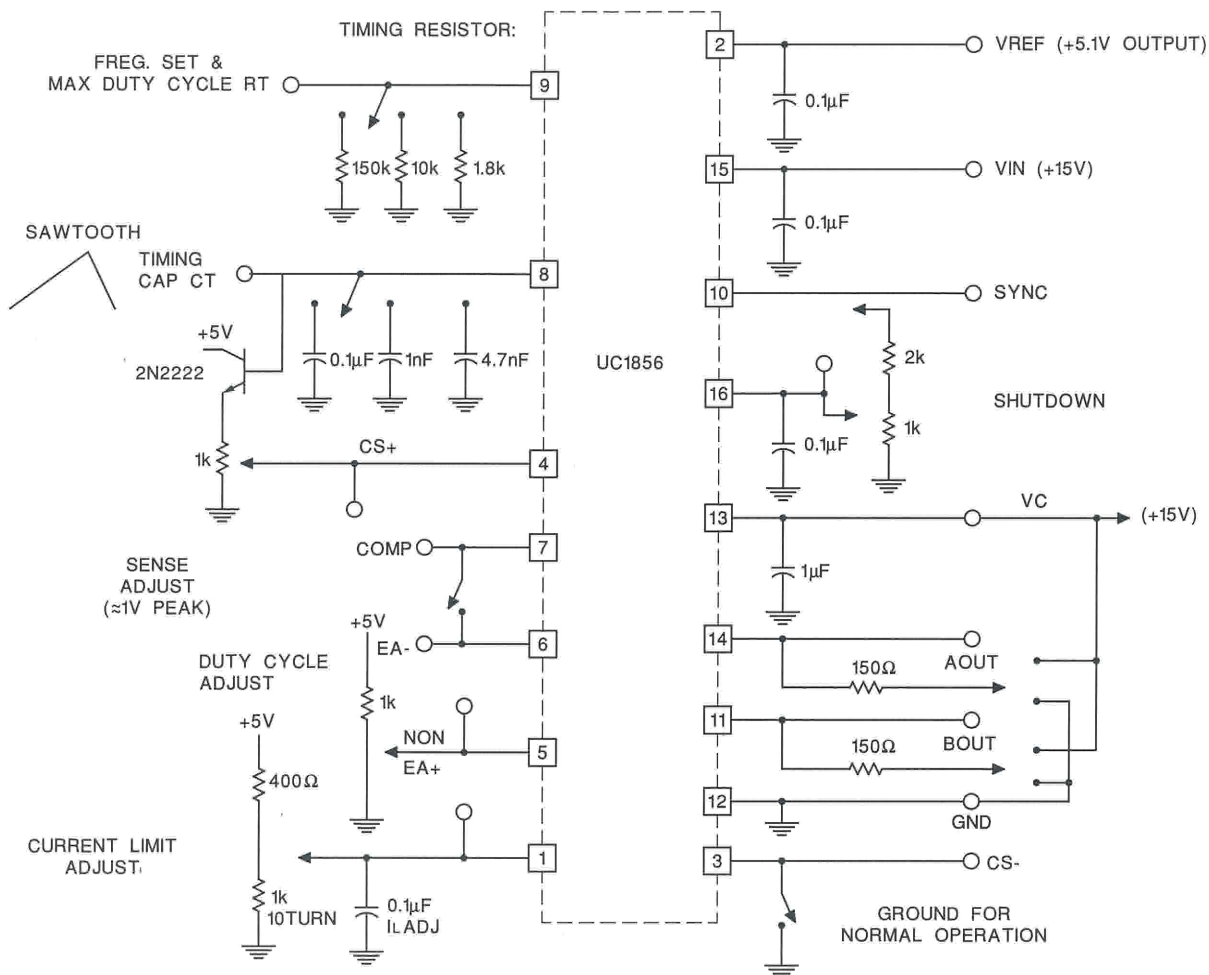 TIMING RESISTOR:
FREG. SET &
MAX DUTY CYCLE RT
9
150k
10k
1.8k
SAWTOOTH
TIMING
CAP CT
8
+5V
2N2222
0.1µF
1nF
4.7nF
1k
CS+
4
COMP
7
SENSE
ADJUST
(≈1V PEAK)
+5V
EA-
6
DUTY CYCLE
ADJUST
1k
+5V
NON
EA+
5
400Ω
CURRENT LIMIT
ADJUST
1
1k
10TURN
0.1µF
ILADJ
UC1856
2
VREF (+5.1V OUTPUT)
0.1µF
15
VIN (+15V)
0.1µF
10
SYNC
2k
16
SHUTDOWN
0.1µF
1k
13
VC
(+15V)
1µF
14
AOUT
150Ω
11
BOUT
150Ω
12
GND
3
CS-
GROUND FOR
NORMAL OPERATION